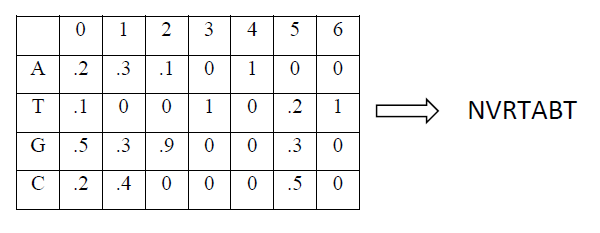 0 1 2 3 4 5 6
A .2 .3 .1 0 1 0 0
T .1 0 0 1 0 .2 1
G .5 .3 .9 0 0 .3 0
C .2 .4 0 0 0 .5 0
NVRTABT